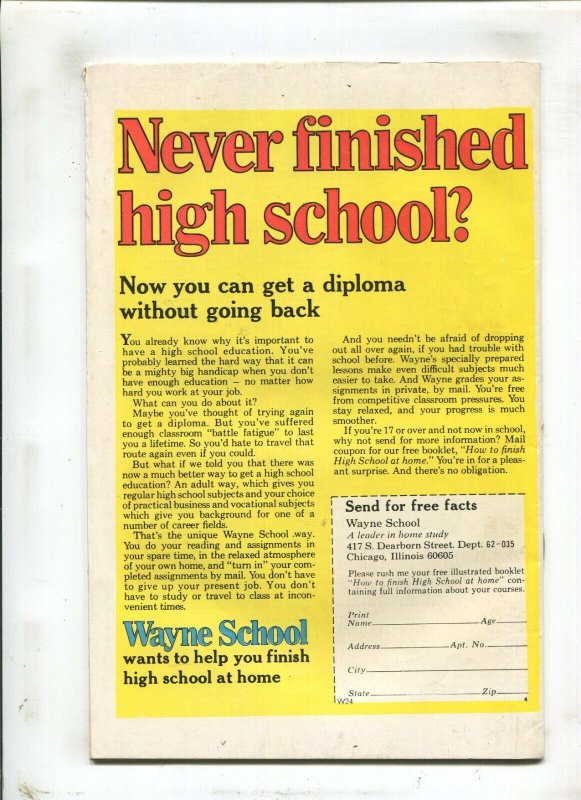 Never finished
high school?
Now you can get a diploma
without going back
You already know why it's important to
have a high school education. You've
probably learned the hard way that it can
be a mighty big handicap when you don't
have enough education – no matter how
hard you work at your job.
What can you do about it?
Maybe you've thought of trying again
to get a diploma. But you've suffered
enough classroom "battle fatigue" to last
you a lifetime. So you'd hate to travel that
route again even if you could.
But what if we told you that there was
now a much better way to get a high school
education? An adult way, which gives you
regular high school subjects and your choice
of practical business and vocational subjects
which give you background for one of a
number of career fields.
That's the unique Wayne School way.
You do your reading and assignments in
your spare time, in the relaxed atmosphere
of your own home, and "turn in" your com-
pleted assignments by mail. You don't have
to give up your present job. You don't
have to study or travel to class at incon-
venient times.
Wayne School
wants to help you finish
high school at home
And you needn't be afraid of dropping
out all over again, if you had trouble with
school before. Wayne's specially prepared
lessons make even difficult subjects much
easier to take. And Wayne grades your as-
signments in private, by mail. You're free
from competitive classroom pressures. You
stay relaxed, and your progress is much
smoother.
If you're 17 or over and not now in school,
why not send for more information? Mail
coupon for our free booklet, "How to finish
High School at home." You're in for a pleas-
ant surprise. And there's no obligation.
Send for free facts
Wayne School
A leader in home study
417 S. Dearborn Street. Dept. 62-035
Chicago, Illinois 60605
Please rush me your free illustrated booklet
"How to finish High School at home" con-
taining full information about your courses.
Print
Name Age
Address Apt. No.
City
State Zip
W24 4